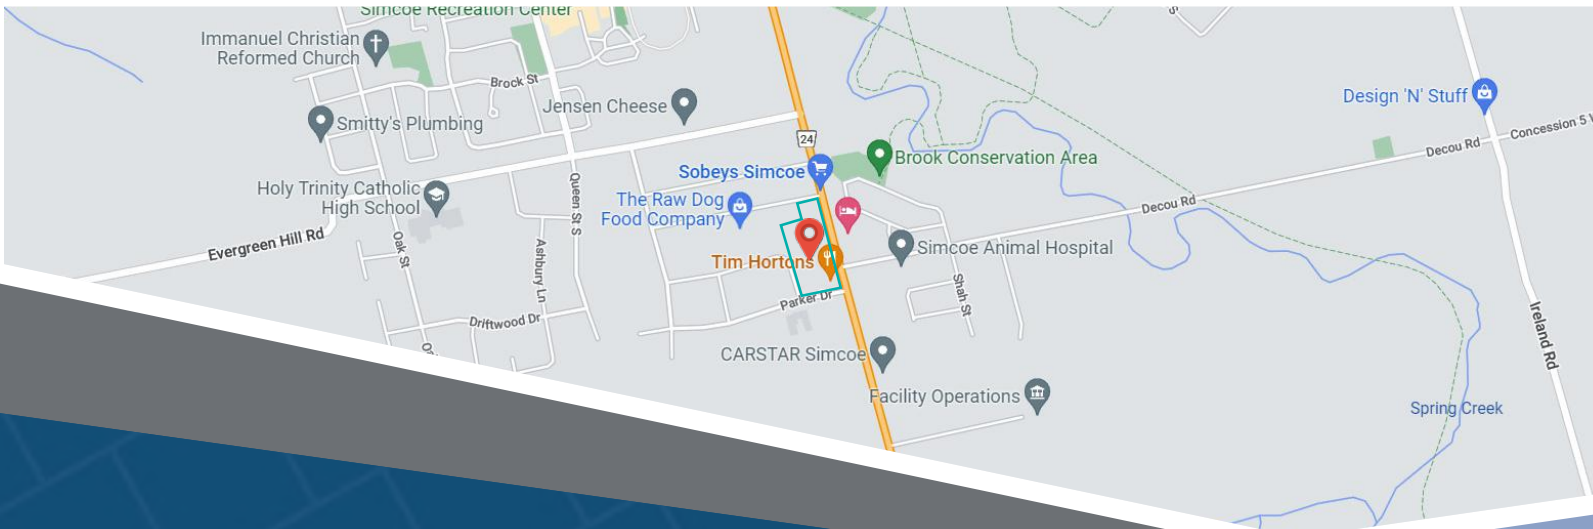 Simcoe Recreation Center
Immanuel Christian
Reformed Church
Brock St
Jensen Cheese
Design 'N' Stuff
Smitty's Plumbing
24
Concession 5
Decou Rd
Brook Conservation Area
Sobeys Simcoe
Holy Trinity Catholic
High School
Queen St S
The Raw Dog
Food Company
Decou Rd
Evergreen Hill Rd
Oak St
Ashbury Ln
Simcoe Animal Hospital
Tim Hortons
Parker Dr
Shah St
Driftwood Dr
Ireland Rd
CARSTAR Simcoe
Facility Operations
Spring Creek